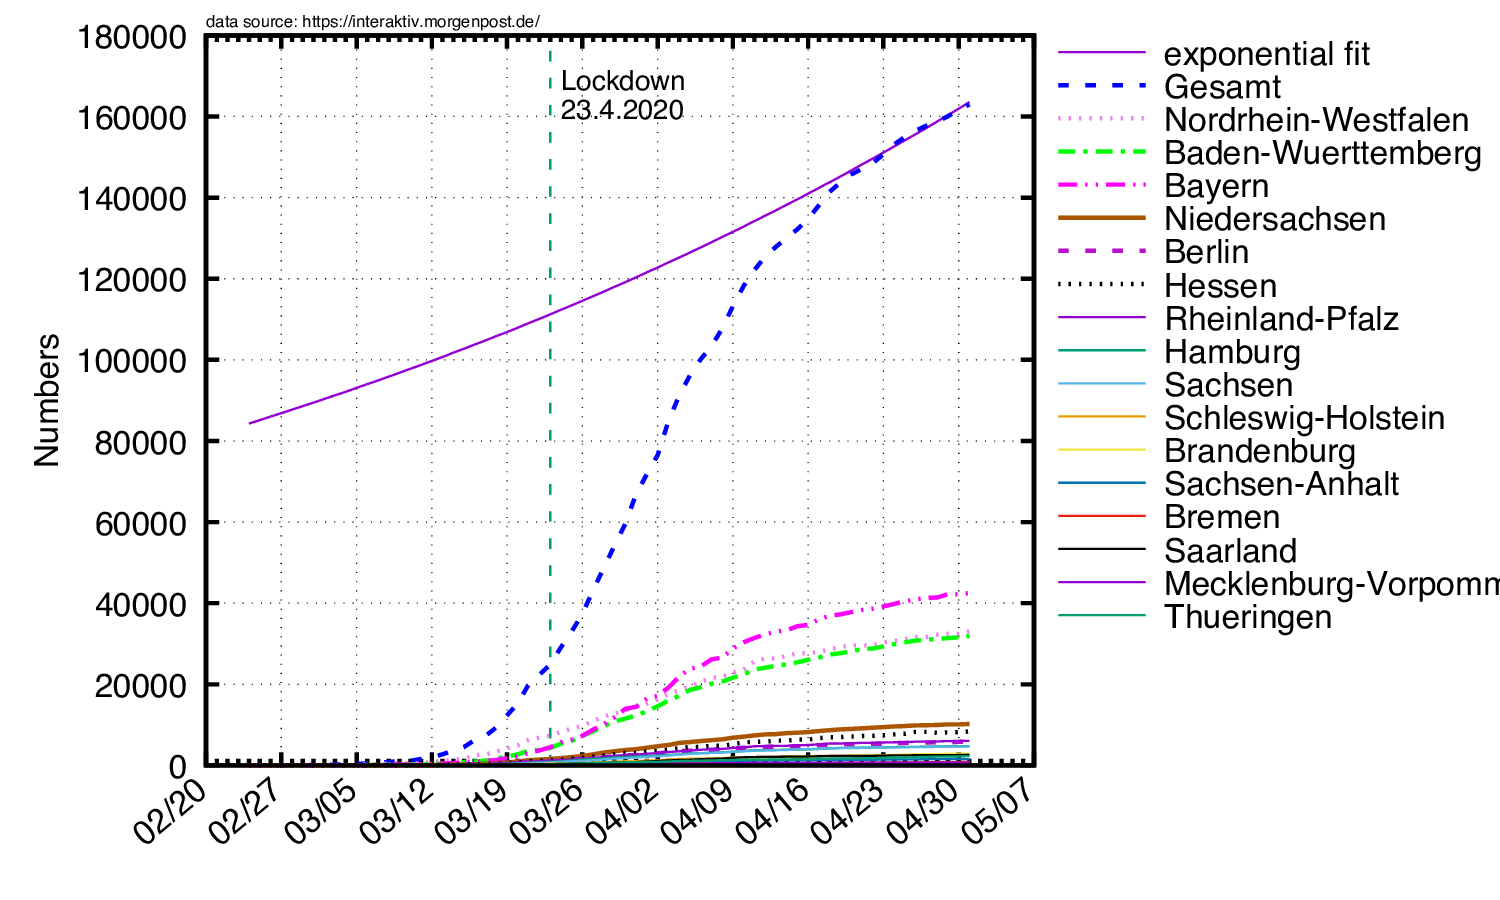 data source: https://interaktiv.morgenpost.de/
180000
160000
140000
120000
100000
80000
60000
40000
20000
0
Numbers
Lockdown
23.4.2020
02/20
02/27
03/05
03/12
03/19
03/26
04/02
04/09
04/16
04/23
04/30
05/07
exponential fit
Gesamt
Nordrhein-Westfalen
Baden-Wuerttemberg
Bayern
Niedersachsen
Berlin
Hessen
Rheinland-Pfalz
Hamburg
Sachsen
Schleswig-Holstein
Brandenburg
Sachsen-Anhalt
Bremen
Saarland
Mecklenburg-Vorpomm
Thueringen